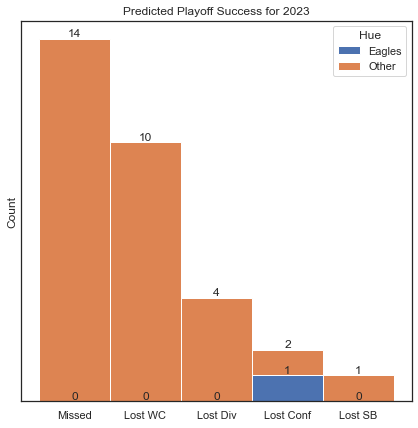 Predicted Playoff Success for 2023
Hue
Eagles
Other
14
10
4
2
1
1
0
0
0
0
Count
Missed
Lost WC
Lost Div
Lost Conf
Lost SB